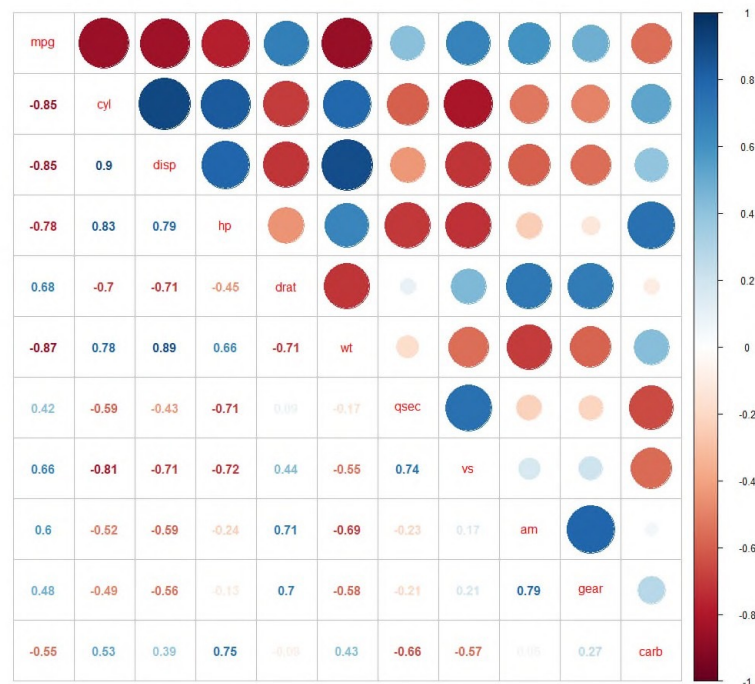 mpg
-0.85 cyl
-0.85 0.9 disp
-0.78 0.83 0.79 hp
0.68 -0.7 -0.71 -0.45 drat
-0.87 0.78 0.89 0.66 -0.71 wt
0.42 -0.59 -0.43 -0.71 0.09 -0.17 qsec
0.66 -0.81 -0.71 -0.72 0.44 -0.55 0.74 vs
0.6 -0.52 -0.59 -0.24 0.71 -0.69 -0.23 0.17 am
0.48 -0.49 -0.56 -0.13 0.7 -0.58 -0.21 0.21 0.79 gear
-0.55 0.53 0.39 0.75 -0.09 0.43 -0.66 -0.57 0.27 carb
1
0.8
0.6
0.4
0.2
0
-0.2
-0.4
-0.6
-0.8
-1